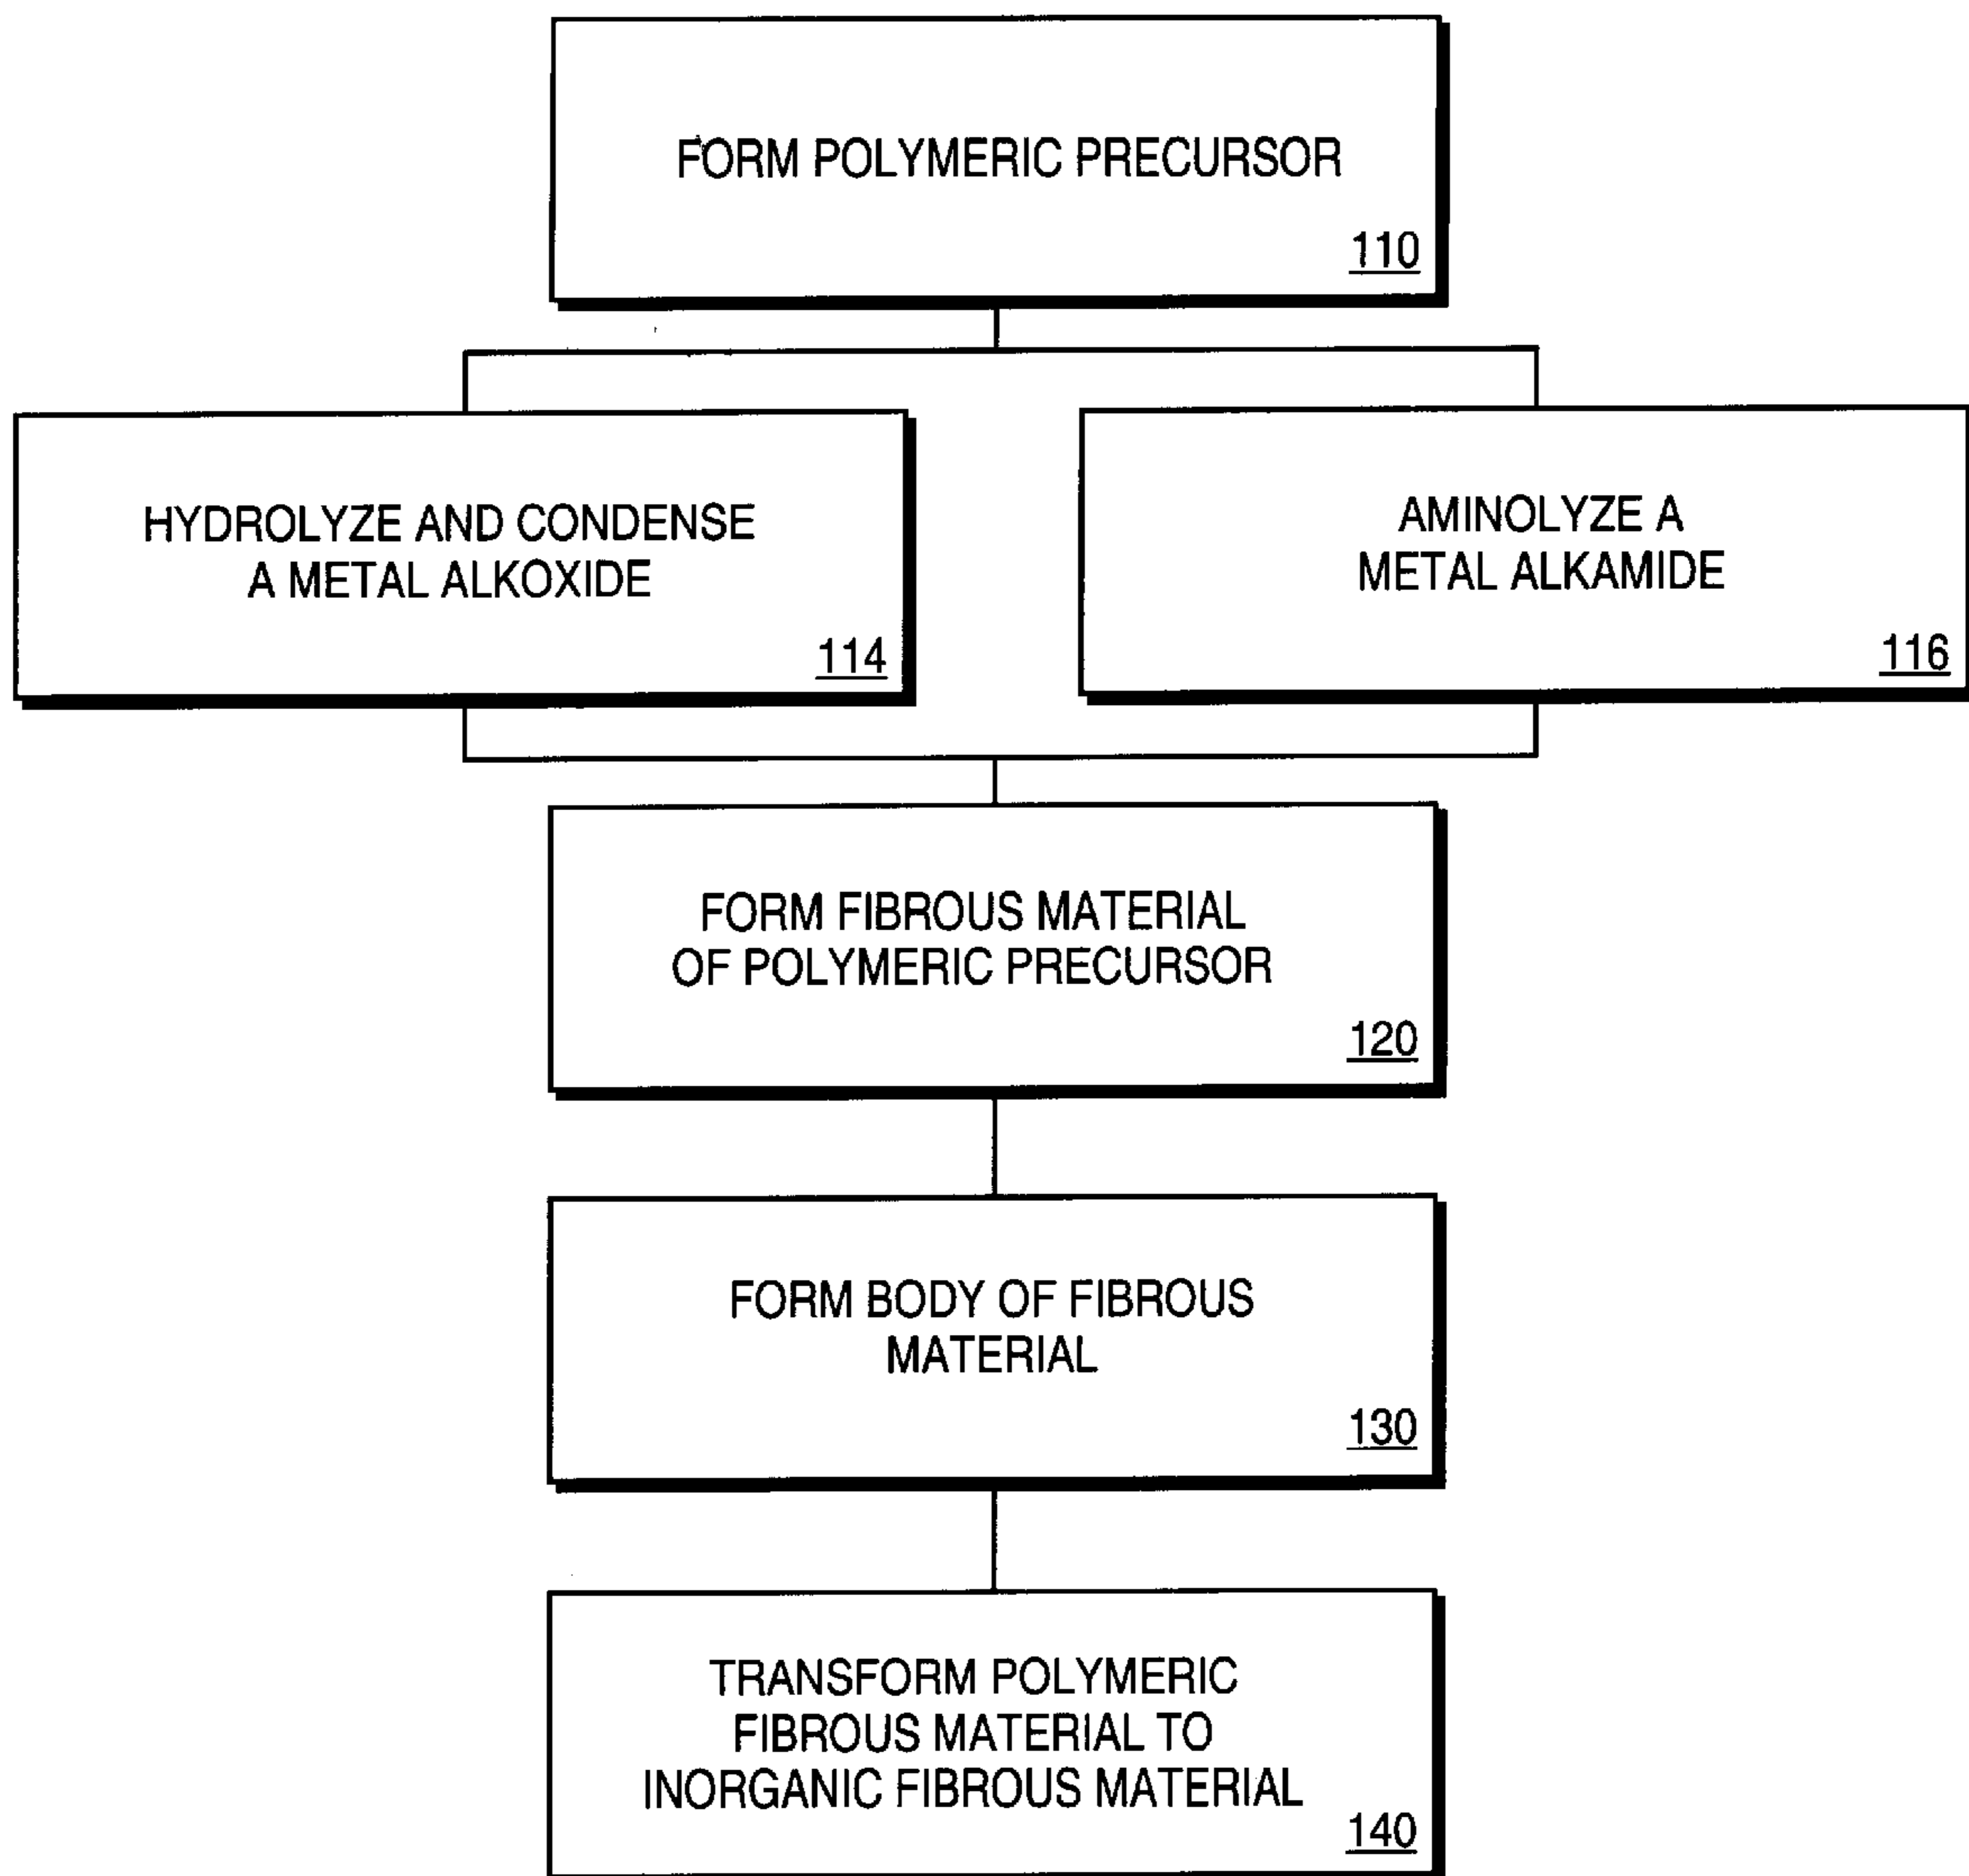 FORM POLYMERIC PRECURSOR
110
HYDROLYZE AND CONDENSE
A METAL ALKOXIDE
114
AMINOLYZE A
METAL ALKAMIDE
116
FORM FIBROUS MATERIAL
OF POLYMERIC PRECURSOR
120
FORM BODY OF FIBROUS
MATERIAL
130
TRANSFORM POLYMERIC
FIBROUS MATERIAL TO
INORGANIC FIBROUS MATERIAL
140